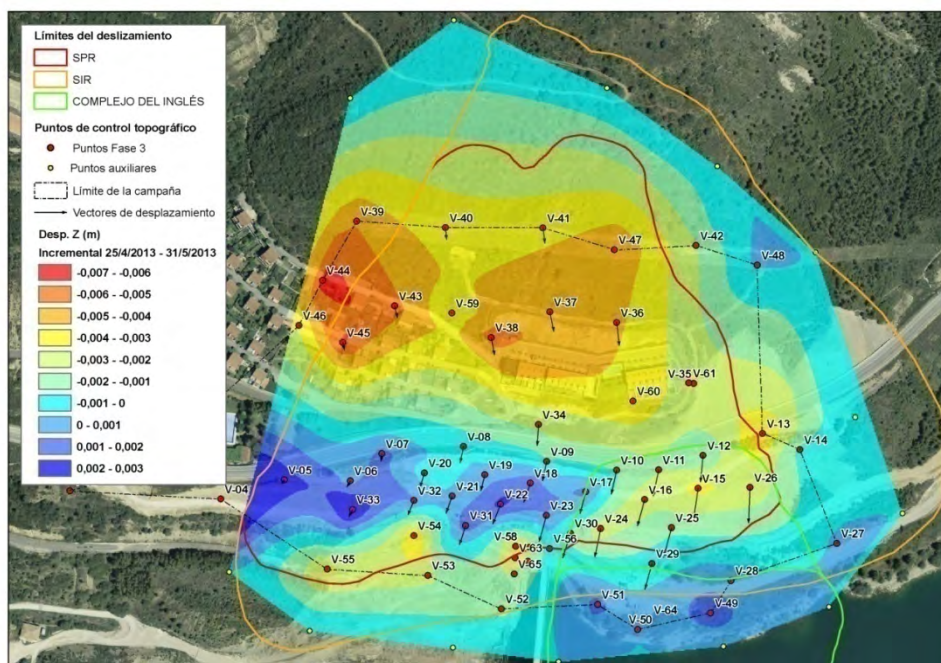 Límites del deslizamiento
SPR
SIR
COMPLEJO DEL INGLÉS
Puntos de control topográfico
Puntos Fase 3
Puntos auxiliares
Límite de la campaña
Vectores de desplazamiento
Desp. Z (m)
Incremental 25/4/2013 - 31/5/2013
-0,007 - -0,006
-0,006 - -0,005
-0,005 - -0,004
-0,004 - -0,003
-0,003 - -0,002
-0,002 - -0,001
-0,001 - 0
0 - 0,001
0,001 - 0,002
0,002 - 0,003
V-39
V-40
V-41
V-47
V-42
V-48
V-44
V-43
V-59
V-37
V-36
V-46
V-45
V-38
V-35
V-61
V-60
V-34
V-13
V-14
V-07
V-08
V-09
V-12
V-05
V-06
V-20
V-19
V-18
V-10
V-11
V-04
V-33
V-32
V-21
V-22
V-23
V-17
V-16
V-15
V-26
V-31
V-54
V-30
V-24
V-25
V-58
V-63
V-56
V-27
V-55
V-53
V-65
V-29
V-28
V-52
V-51
V-50
V-64
V-49